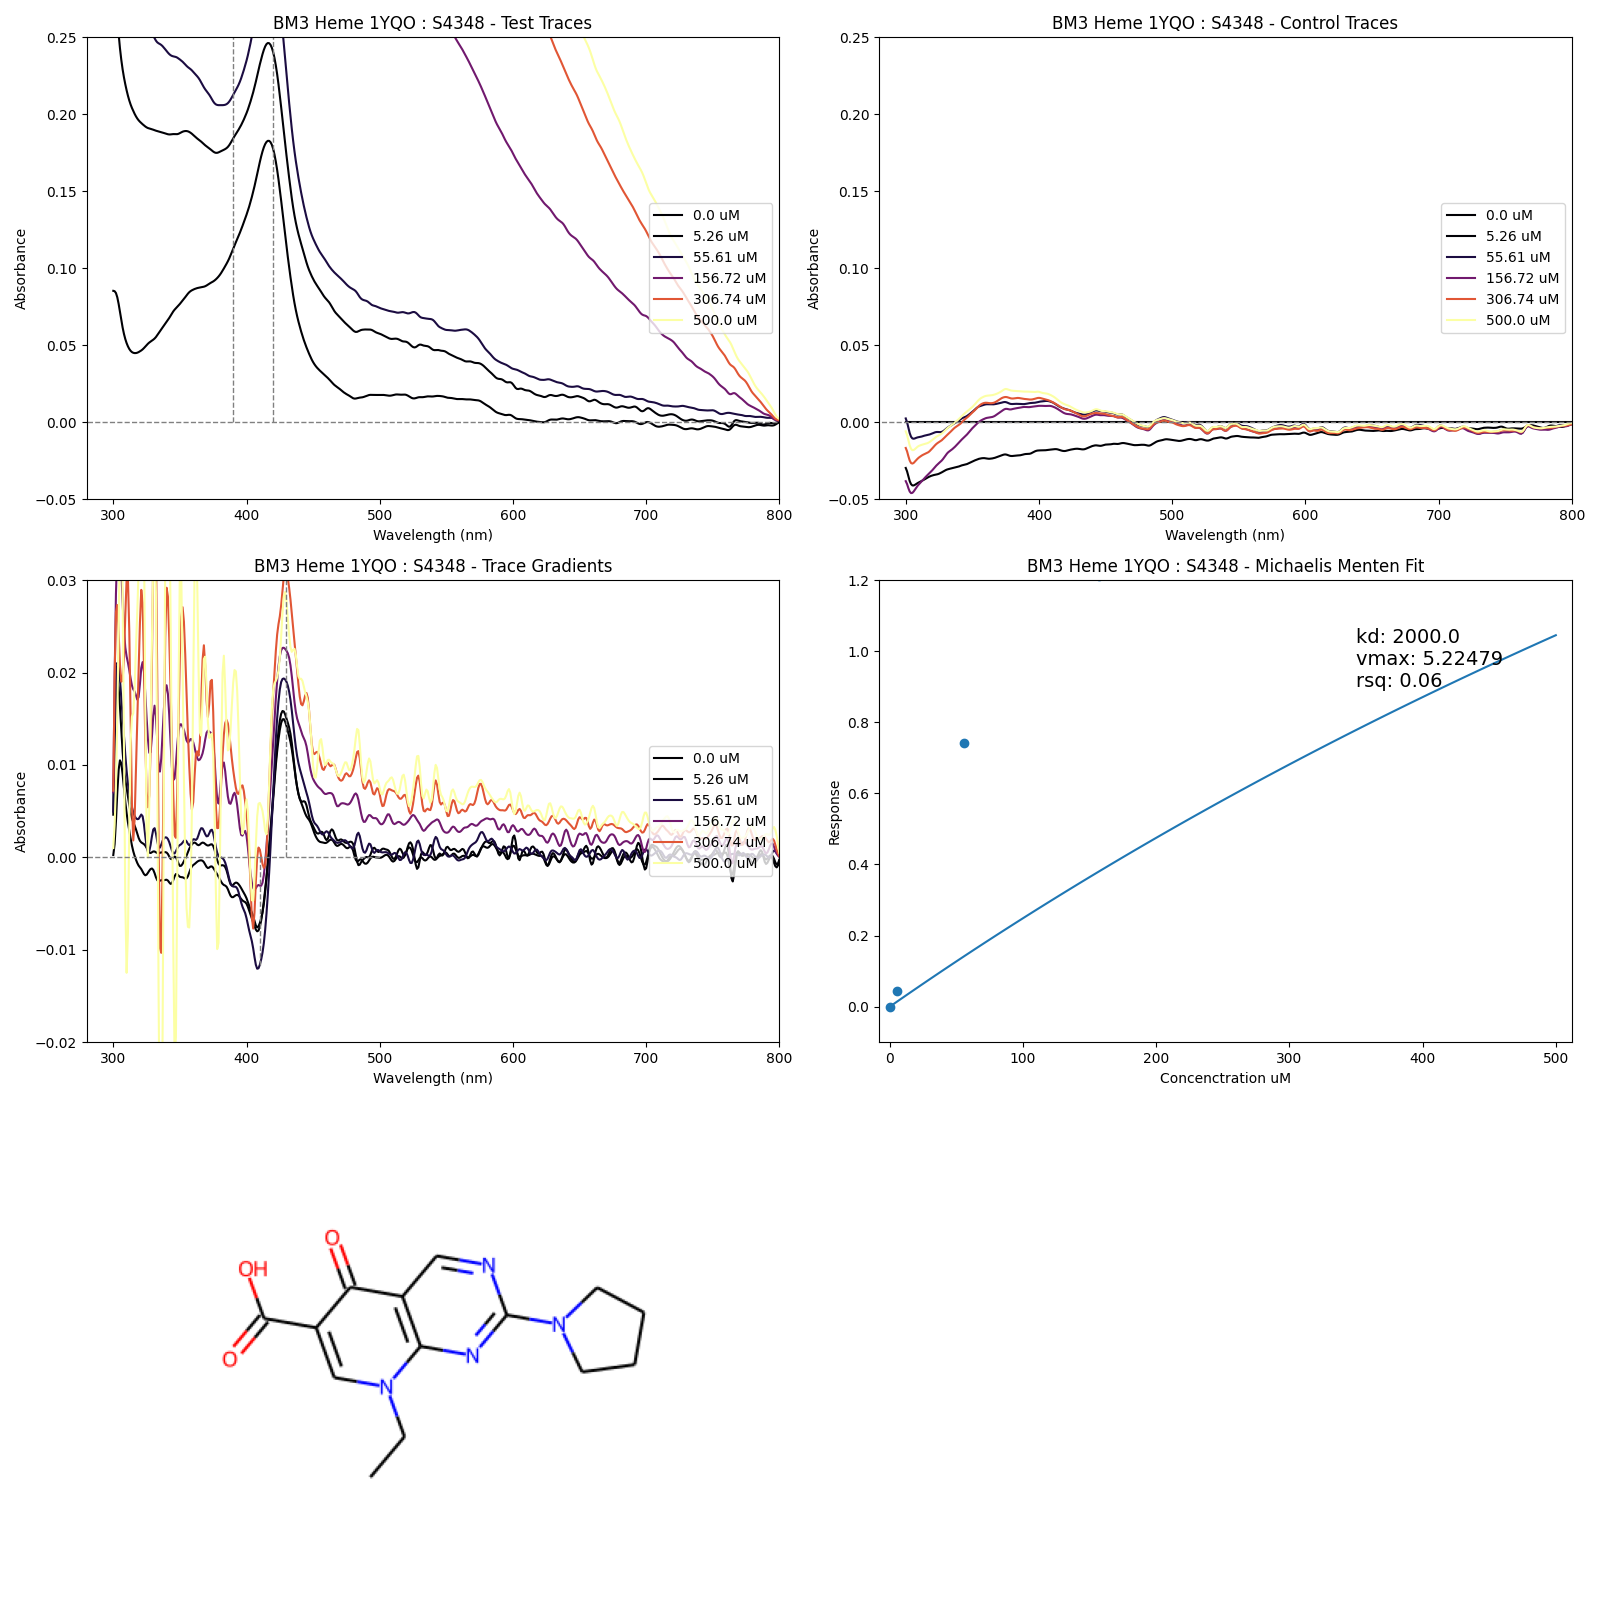 BM3 Heme 1YQO : S4348 - Test Traces
0.25
0.20
0.15
0.10
0.05
0.00
−0.05
Absorbance
300 400 500 600 700 800
Wavelength (nm)
0.0 uM
5.26 uM
55.61 uM
156.72 uM
306.74 uM
500.0 uM
BM3 Heme 1YQO : S4348 - Control Traces
0.25
0.20
0.15
0.10
0.05
0.00
−0.05
Absorbance
300 400 500 600 700 800
Wavelength (nm)
0.0 uM
5.26 uM
55.61 uM
156.72 uM
306.74 uM
500.0 uM
BM3 Heme 1YQO : S4348 - Trace Gradients
0.03
0.02
0.01
0.00
−0.01
−0.02
Absorbance
300 400 500 600 700 800
Wavelength (nm)
0.0 uM
5.26 uM
55.61 uM
156.72 uM
306.74 uM
500.0 uM
BM3 Heme 1YQO : S4348 - Michaelis Menten Fit
1.2
1.0
0.8
0.6
0.4
0.2
0.0
Response
0 100 200 300 400 500
Concenctration uM
kd: 2000.0
vmax: 5.22479
rsq: 0.06
O
OH
N
N
O
N
N